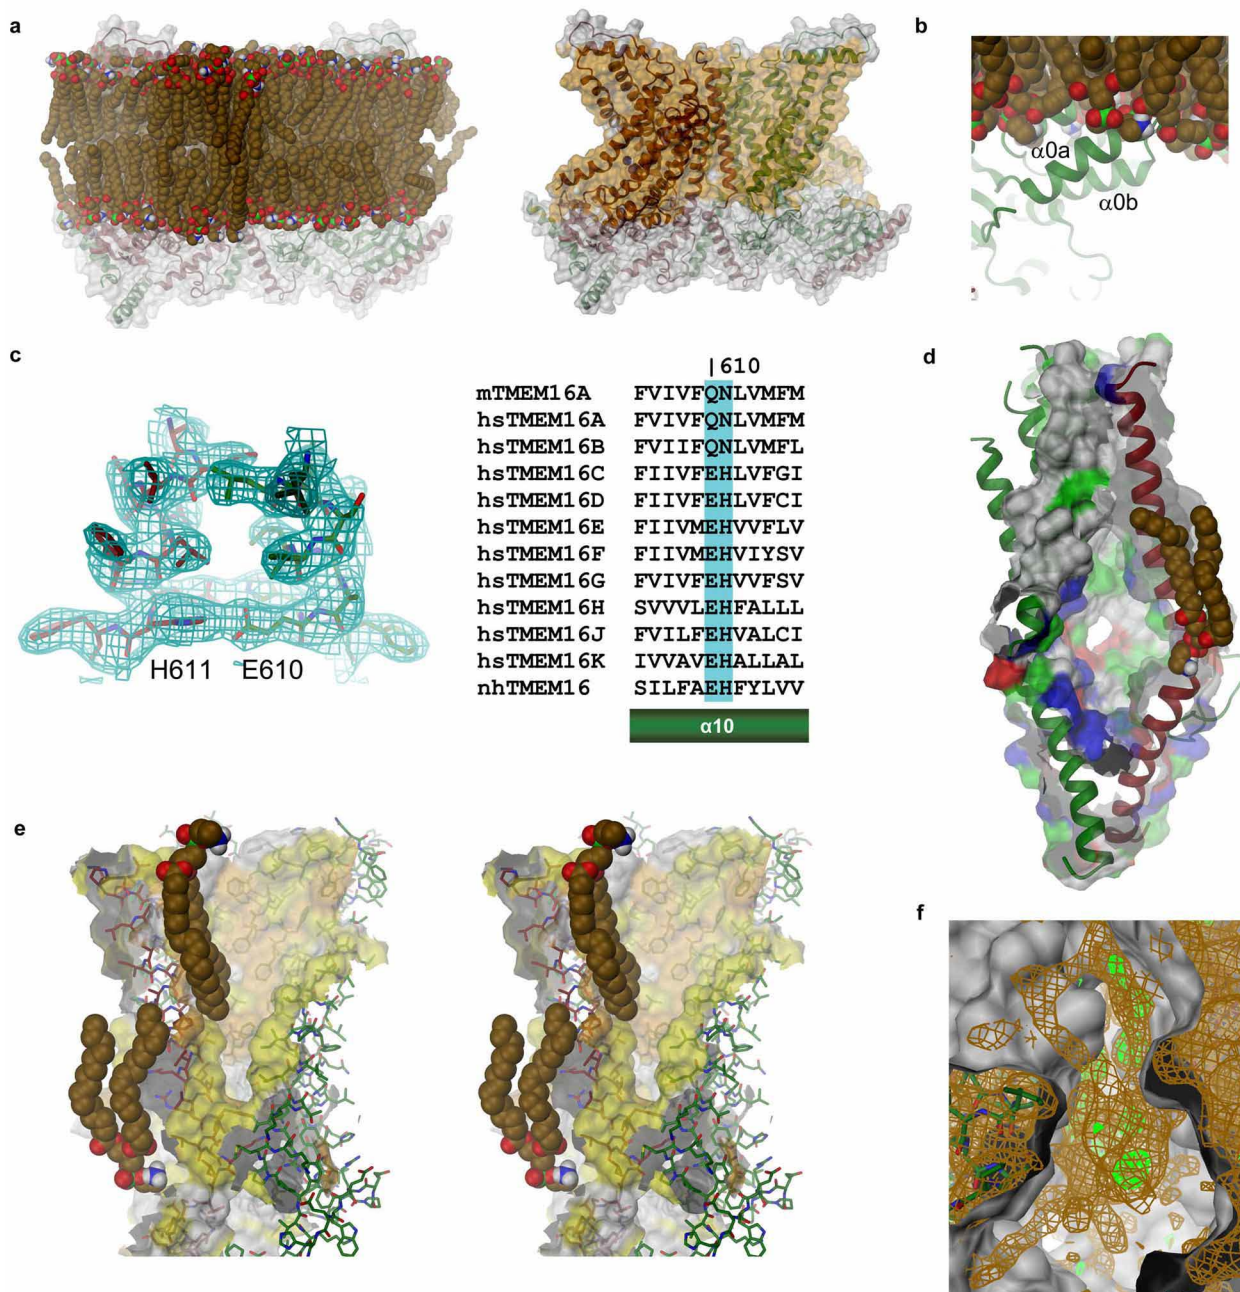 a
b
α0a
α0b
c
|610
mTMEM16A FVIVFQNLVMFM
hsTMEM16A FVIVFQNLVMFM
hsTMEM16B FVIIFQNLVMFL
hsTMEM16C FIIVFEHLVFGI
hsTMEM16D FIIVFEHLVFCI
hsTMEM16E FIIVMEHVVFLV
hsTMEM16F FIIVMEHVIYSV
hsTMEM16G FVIVFEHVVFSV
hsTMEM16H SVVVLEHFALLL
hsTMEM16J FVILFEHVALCI
hsTMEM16K IVVAVEHALLAL
nhTMEM16 SILFAEHFYLVV
α10
H611 E610
d
e
f